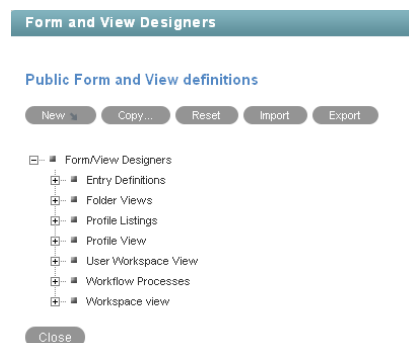 Form and View Designers
Public Form and View definitions
New Copy... Reset Import Export
Form/View Designers
Entry Definitions
Folder Views
Profile Listings
Profile View
User Workspace View
Workflow Processes
Workspace view
Close